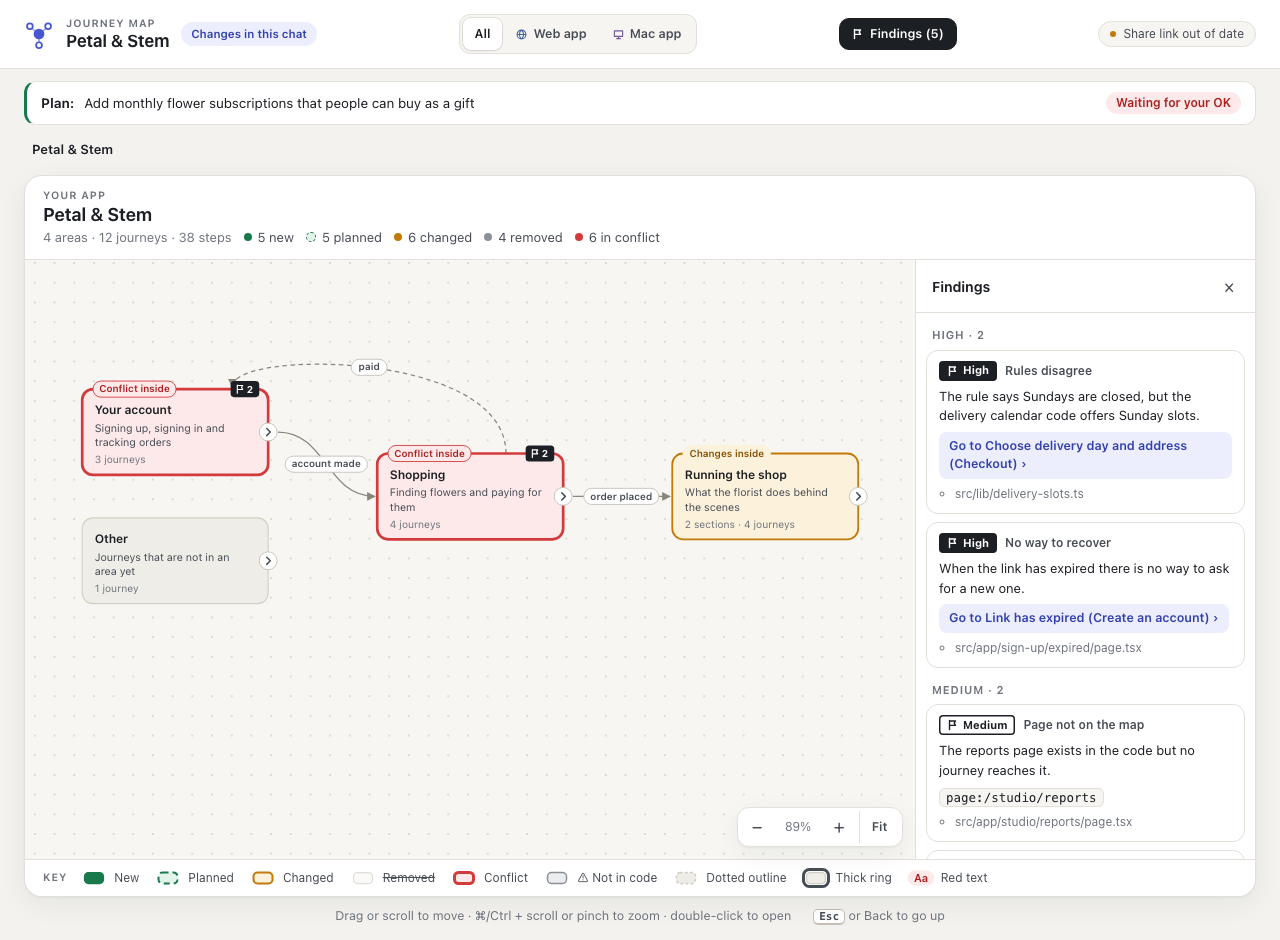 JOURNEY MAP
Petal & Stem
Changes in this chat
All
Web app
Mac app
Findings (5)
Share link out of date
Plan: Add monthly flower subscriptions that people can buy as a gift
Waiting for your OK
Petal & Stem
YOUR APP
Petal & Stem
4 areas · 12 journeys · 38 steps
5 new
5 planned
6 changed
4 removed
6 in conflict
paid
Conflict inside
2
Your account
Signing up, signing in and
tracking orders
3 journeys
account made
Conflict inside
2
Shopping
Finding flowers and paying for
them
4 journeys
order placed
Changes inside
Running the shop
What the florist does behind
the scenes
2 sections · 4 journeys
Other
Journeys that are not in an
area yet
1 journey
− 89% + Fit
Findings
×
HIGH · 2
High
Rules disagree
The rule says Sundays are closed, but the
delivery calendar code offers Sunday slots.
Go to Choose delivery day and address
(Checkout) ›
src/lib/delivery-slots.ts
High
No way to recover
When the link has expired there is no way to ask
for a new one.
Go to Link has expired (Create an account) ›
src/app/sign-up/expired/page.tsx
MEDIUM · 2
Medium
Page not on the map
The reports page exists in the code but no
journey reaches it.
page:/studio/reports
src/app/studio/reports/page.tsx
KEY
New
Planned
Changed
Removed
Conflict
⚠ Not in code
Dotted outline
Thick ring
Aa Red text
Drag or scroll to move · ⌘/Ctrl + scroll or pinch to zoom · double-click to open
Esc or Back to go up